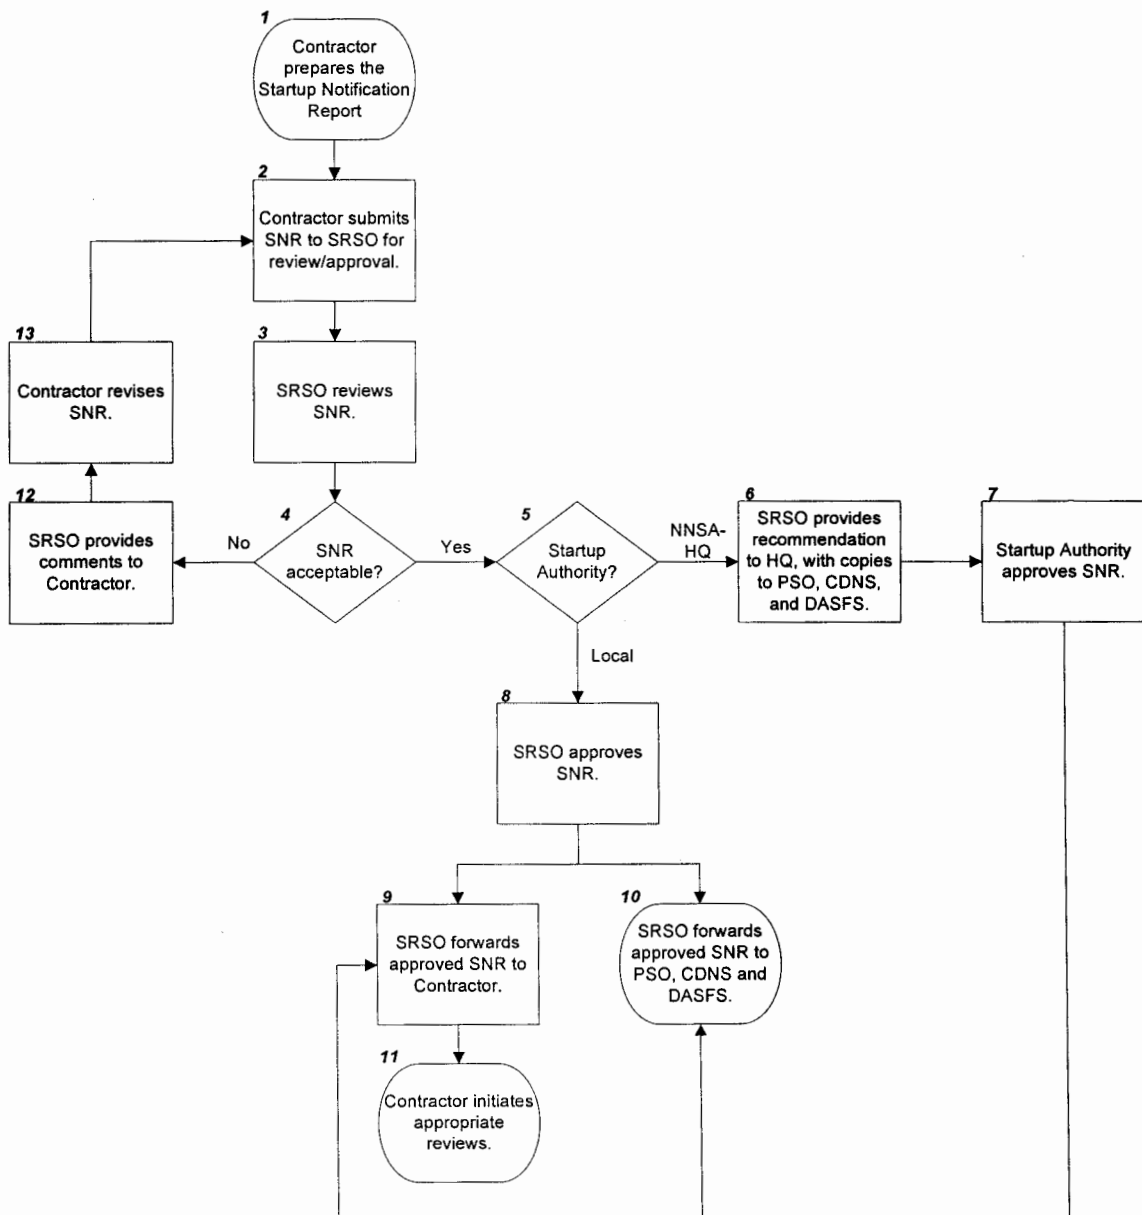 1
Contractor
prepares the
Startup Notification
Report
2
Contractor submits
SNR to SRSO for
review/approval.
3
SRSO reviews
SNR.
13
Contractor revises
SNR.
12
SRSO provides
comments to
Contractor.
No
4
SNR
acceptable?
Yes
5
Startup
Authority?
NNSA-
HQ
6
SRSO provides
recommendation
to HQ, with copies
to PSO, CDNS,
and DASFS.
7
Startup Authority
approves SNR.
Local
8
SRSO approves
SNR.
9
SRSO forwards
approved SNR to
Contractor.
10
SRSO forwards
approved SNR to
PSO, CDNS and
DASFS.
11
Contractor initiates
appropriate
reviews.